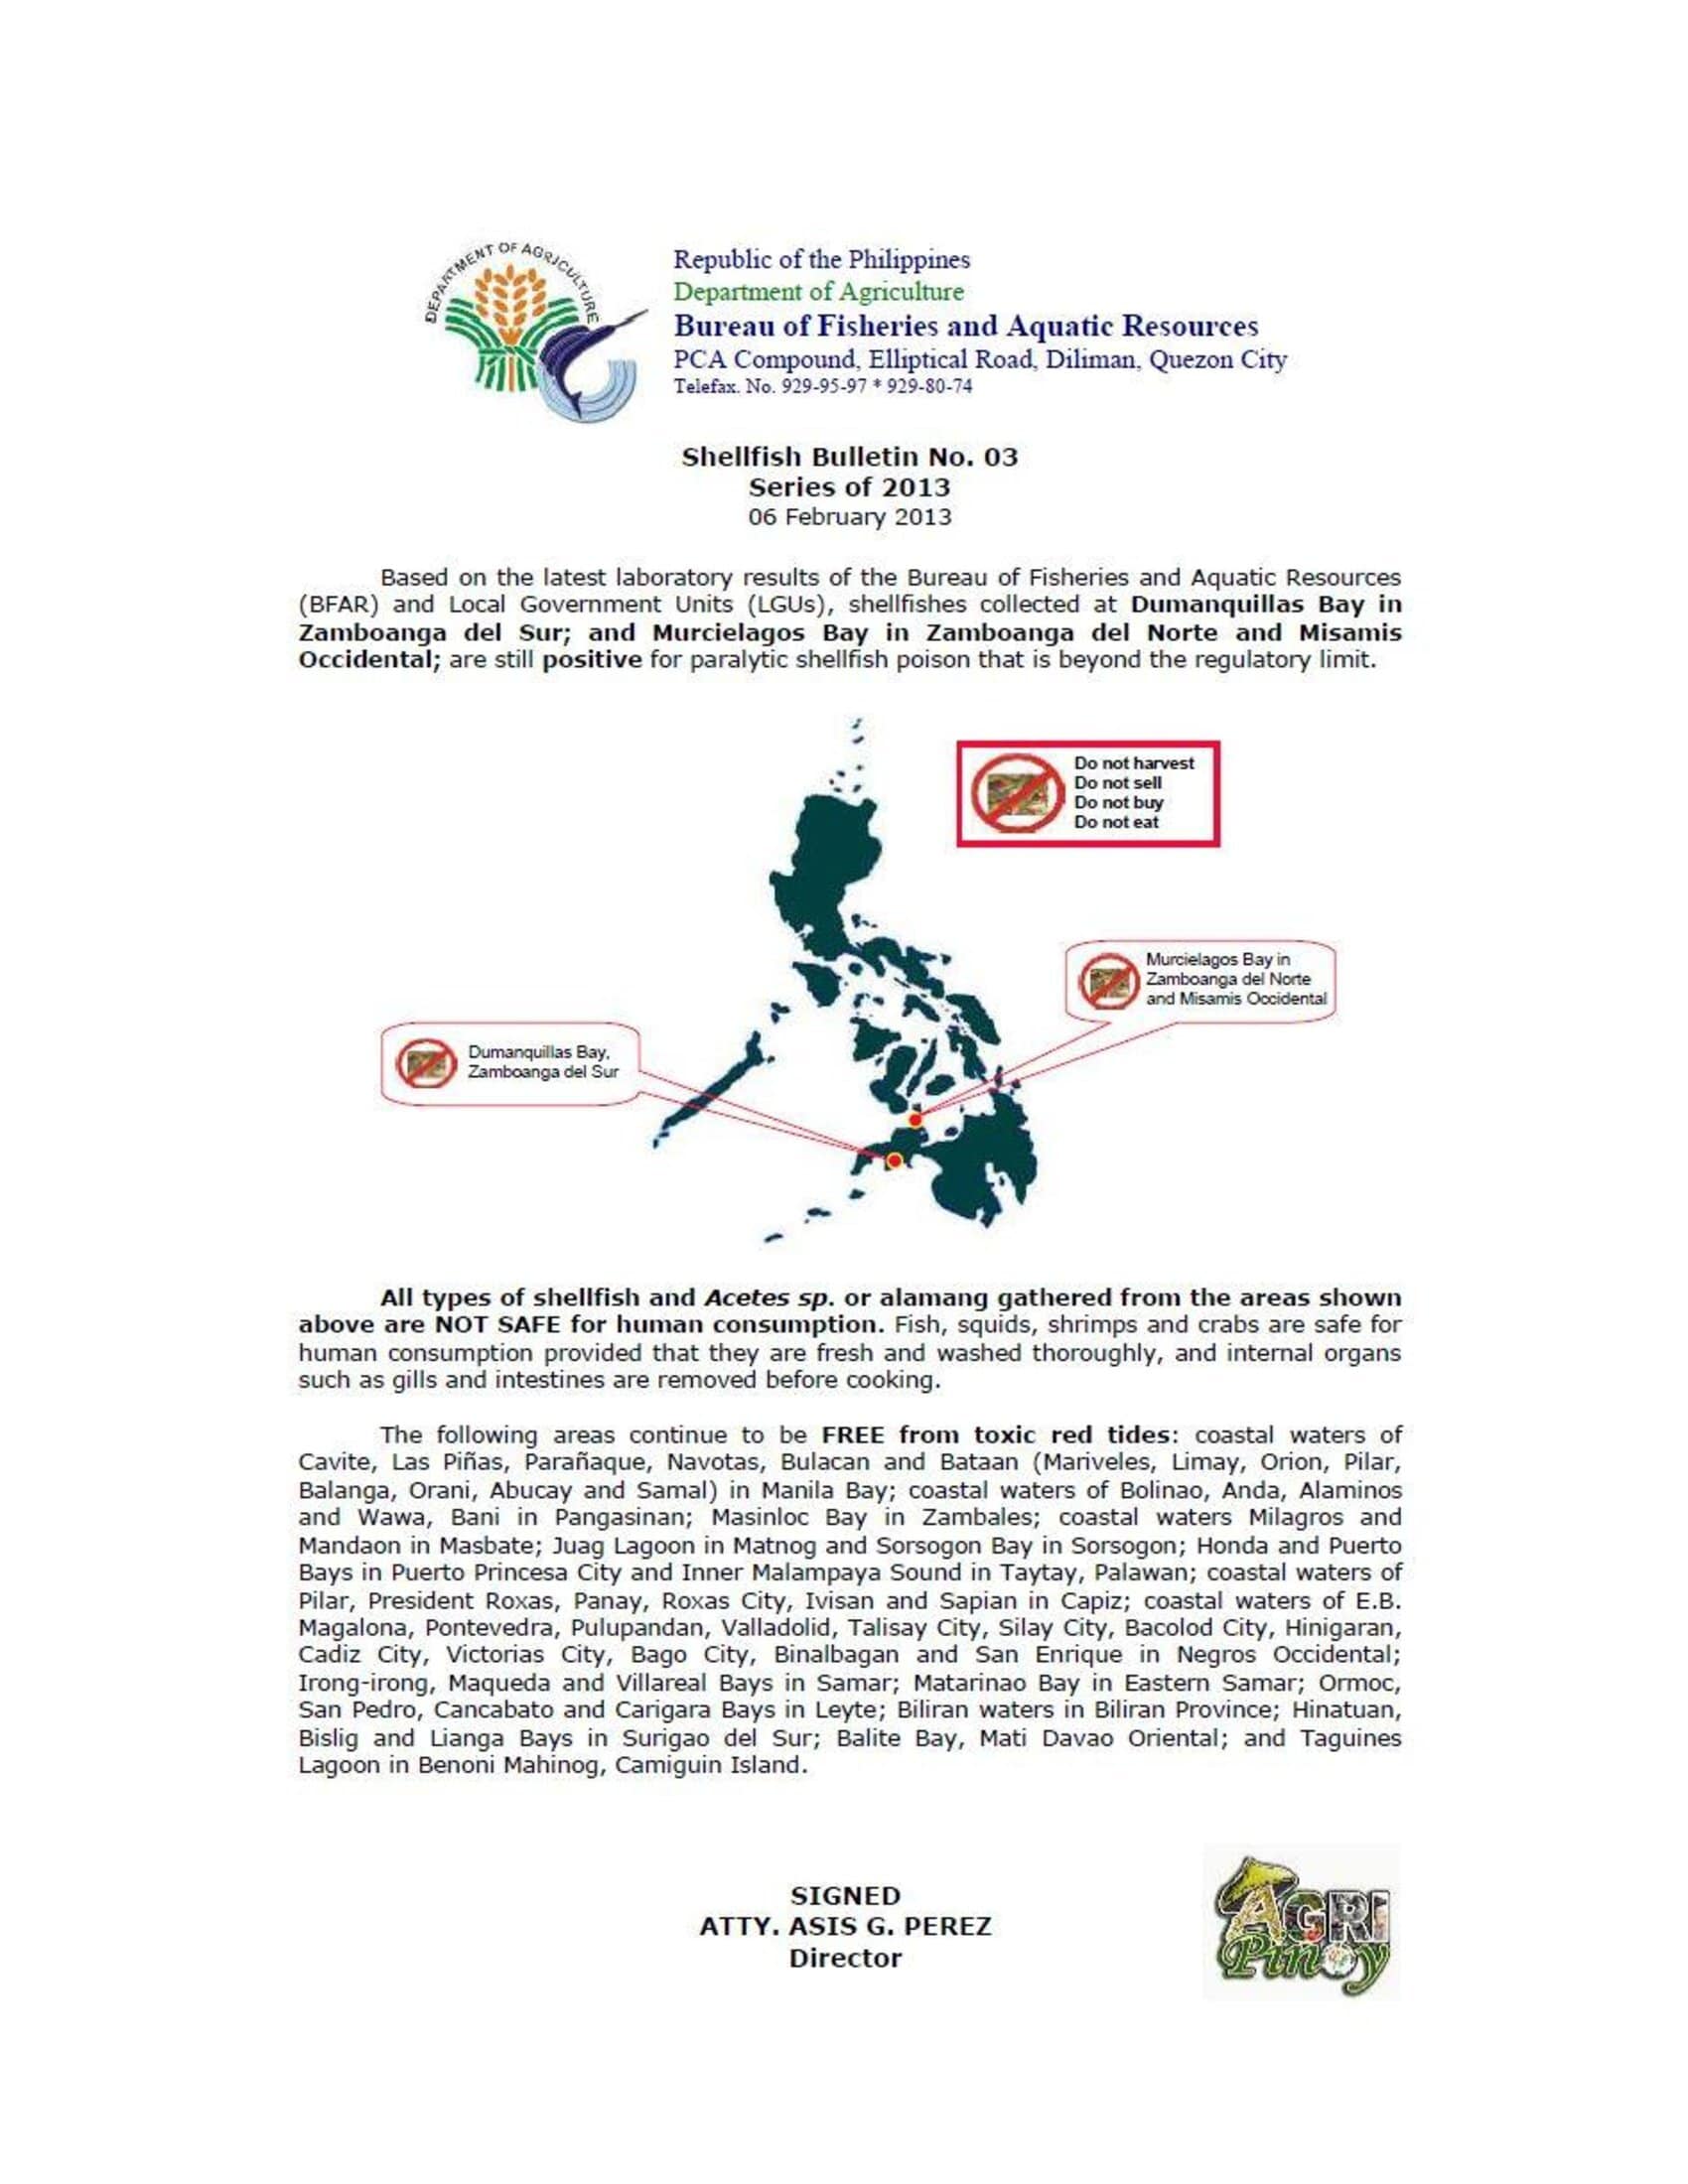 DEPARTMENT OF AGRICULTURE
Republic of the Philippines
Department of Agriculture
Bureau of Fisheries and Aquatic Resources
PCA Compound, Elliptical Road, Diliman, Quezon City
Telefax. No. 929-95-97 * 929-80-74
Shellfish Bulletin No. 03
Series of 2013
06 February 2013
Based on the latest laboratory results of the Bureau of Fisheries and Aquatic Resources
(BFAR) and Local Government Units (LGUs), shellfishes collected at Dumanquillas Bay in
Zamboanga del Sur; and Murcielagos Bay in Zamboanga del Norte and Misamis
Occidental; are still positive for paralytic shellfish poison that is beyond the regulatory limit.
Do not harvest
Do not sell
Do not buy
Do not eat
Murcielagos Bay in
Zamboanga del Norte
and Misamis Occidental
Dumanquillas Bay,
Zamboanga del Sur
All types of shellfish and Acetes sp. or alamang gathered from the areas shown
above are NOT SAFE for human consumption. Fish, squids, shrimps and crabs are safe for
human consumption provided that they are fresh and washed thoroughly, and internal organs
such as gills and intestines are removed before cooking.
The following areas continue to be FREE from toxic red tides: coastal waters of
Cavite, Las Piñas, Parañaque, Navotas, Bulacan and Bataan (Mariveles, Limay, Orion, Pilar,
Balanga, Orani, Abucay and Samal) in Manila Bay; coastal waters of Bolinao, Anda, Alaminos
and Wawa, Bani in Pangasinan; Masinloc Bay in Zambales; coastal waters Milagros and
Mandaon in Masbate; Juag Lagoon in Matnog and Sorsogon Bay in Sorsogon; Honda and Puerto
Bays in Puerto Princesa City and Inner Malampaya Sound in Taytay, Palawan; coastal waters of
Pilar, President Roxas, Panay, Roxas City, Ivisan and Sapian in Capiz; coastal waters of E.B.
Magalona, Pontevedra, Pulupandan, Valladolid, Talisay City, Silay City, Bacolod City, Hinigaran,
Cadiz City, Victorias City, Bago City, Binalbagan and San Enrique in Negros Occidental;
Irong-irong, Maqueda and Villareal Bays in Samar; Matarinao Bay in Eastern Samar; Ormoc,
San Pedro, Cancabato and Carigara Bays in Leyte; Biliran waters in Biliran Province; Hinatuan,
Bislig and Lianga Bays in Surigao del Sur; Balite Bay, Mati Davao Oriental; and Taguines
Lagoon in Benoni Mahinog, Camiguin Island.
SIGNED
ATTY. ASIS G. PEREZ
Director
AGRI
Pinoy